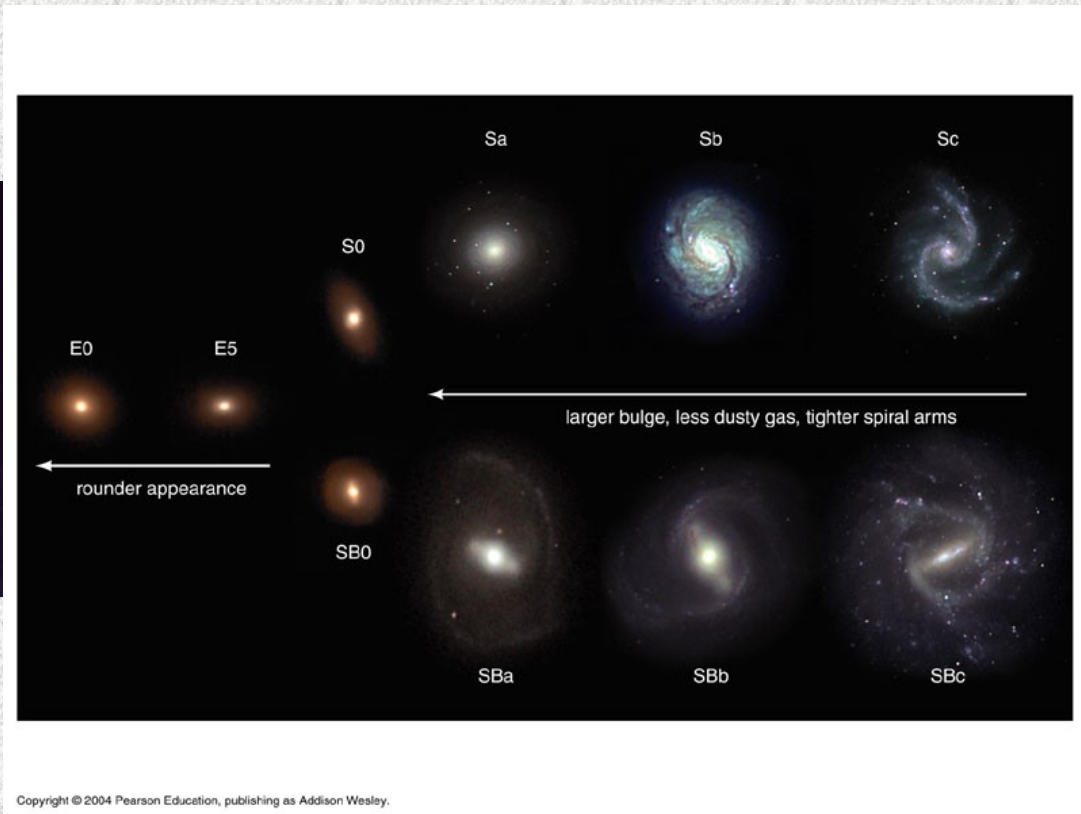 Sa
Sb
Sc
S0
E0
E5
larger bulge, less dusty gas, tighter spiral arms
rounder appearance
SB0
SBa
SBb
SBc
Copyright © 2004 Pearson Education, publishing as Addison Wesley.